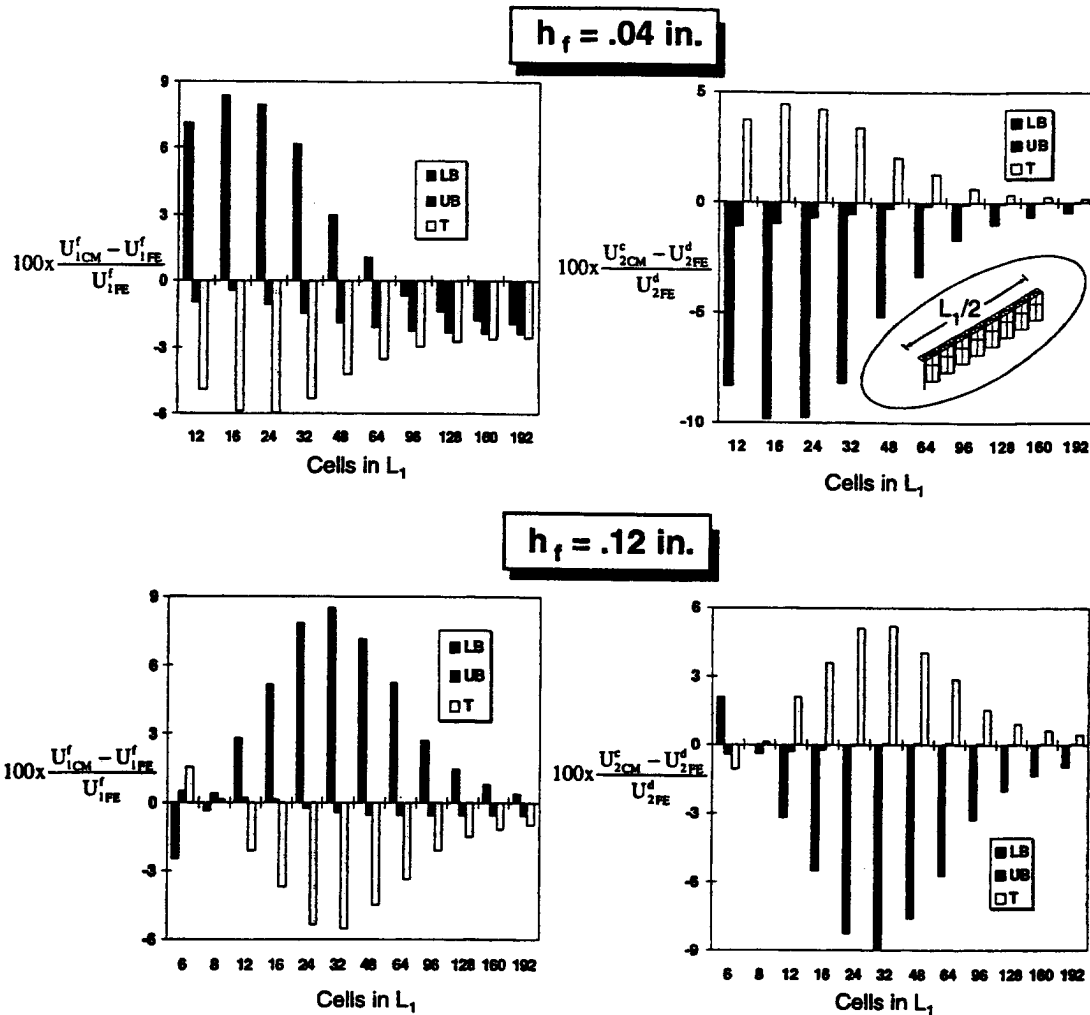 h_f = .04 in.
9
6
3
0
-3
-6
100x (U^f_1CM − U^f_1FE) / U^f_1FE
LB
UB
T
12 16 24 32 48 64 96 128 160 192
Cells in L_1
5
0
-5
-10
100x (U^c_2CM − U^d_2FE) / U^d_2FE
LB
UB
T
L_1/2
12 16 24 32 48 64 96 128 160 192
Cells in L_1
h_f = .12 in.
9
6
3
0
-3
-6
100x (U^f_1CM − U^f_1FE) / U^f_1FE
LB
UB
T
6 8 12 16 24 32 48 64 96 128 160 192
Cells in L_1
6
3
0
-3
-6
-9
100x (U^c_2CM − U^d_2FE) / U^d_2FE
LB
UB
T
6 8 12 16 24 32 48 64 96 128 160 192
Cells in L_1